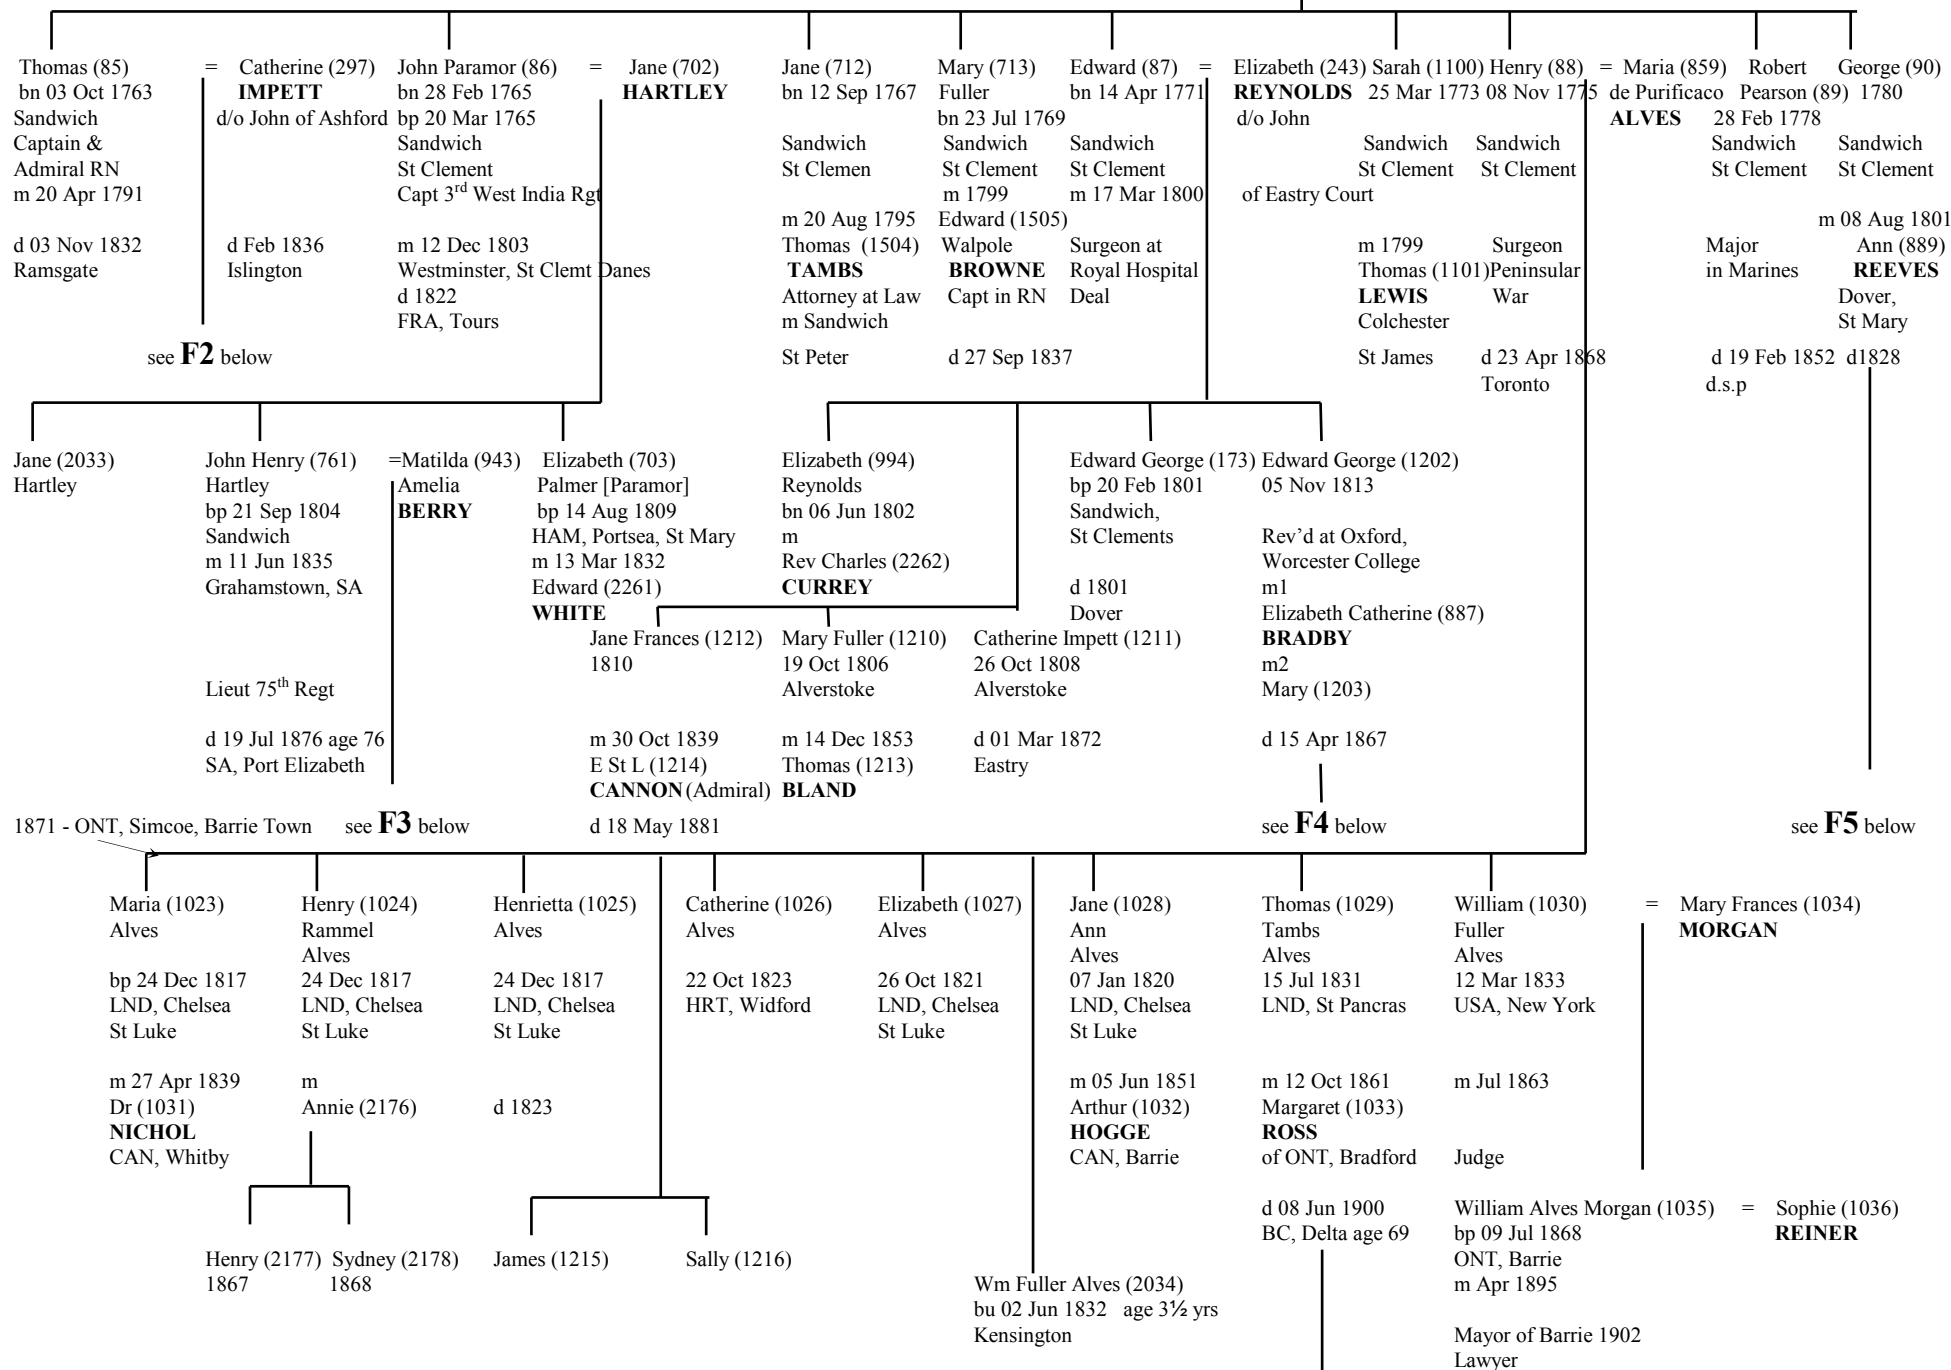 Thomas (85) = Catherine (297) John Paramor (86) = Jane (702) Jane (712) Mary (713) Edward (87) = Elizabeth (243) Sarah (1100) Henry (88) = Maria (859) Robert George (90)
bn 03 Oct 1763 IMPETT bn 28 Feb 1765 HARTLEY bn 12 Sep 1767 Fuller bn 14 Apr 1771 REYNOLDS 25 Mar 1773 08 Nov 1775 de Purificaco Pearson (89) 1780
Sandwich d/o John of Ashford bp 20 Mar 1765 bn 23 Jul 1769 d/o John ALVES 28 Feb 1778
Captain & Sandwich Sandwich Sandwich Sandwich Sandwich Sandwich Sandwich Sandwich
Admiral RN St Clement St Clemen St Clement St Clement St Clement St Clement St Clement St Clement
m 20 Apr 1791 Capt 3rd West India Rgt m 1799 m 17 Mar 1800 of Eastry Court
m 20 Aug 1795 Edward (1505) m 08 Aug 1801
d 03 Nov 1832 d Feb 1836 m 12 Dec 1803 Thomas (1504) Walpole Surgeon at m 1799 Surgeon Major Ann (889)
Ramsgate Islington Westminster, St Clemt Danes TAMBS BROWNE Royal Hospital Thomas (1101) Peninsular in Marines REEVES
d 1822 Attorney at Law Capt in RN Deal LEWIS War Dover,
FRA, Tours m Sandwich Colchester St Mary
see F2 below St Peter d 27 Sep 1837 St James d 23 Apr 1868 d 19 Feb 1852 d1828
Toronto d.s.p
Jane (2033) John Henry (761) =Matilda (943) Elizabeth (703) Elizabeth (994) Edward George (173) Edward George (1202)
Hartley Hartley Amelia Palmer [Paramor] Reynolds bp 20 Feb 1801 05 Nov 1813
bp 21 Sep 1804 BERRY bp 14 Aug 1809 bn 06 Jun 1802 Sandwich,
Sandwich HAM, Portsea, St Mary m St Clements Rev’d at Oxford,
m 11 Jun 1835 m 13 Mar 1832 Rev Charles (2262) Worcester College
Grahamstown, SA Edward (2261) CURREY d 1801 m1
WHITE Dover Elizabeth Catherine (887)
Jane Frances (1212) Mary Fuller (1210) Catherine Impett (1211) BRADBY
1810 19 Oct 1806 26 Oct 1808 m2
Lieut 75th Regt Alverstoke Alverstoke Mary (1203)
d 19 Jul 1876 age 76 m 30 Oct 1839 m 14 Dec 1853 d 01 Mar 1872 d 15 Apr 1867
SA, Port Elizabeth E St L (1214) Thomas (1213) Eastry
CANNON (Admiral) BLAND
1871 - ONT, Simcoe, Barrie Town see F3 below d 18 May 1881 see F4 below see F5 below
Maria (1023) Henry (1024) Henrietta (1025) Catherine (1026) Elizabeth (1027) Jane (1028) Thomas (1029) William (1030) = Mary Frances (1034)
Alves Rammel Alves Alves Alves Ann Tambs Fuller MORGAN
Alves Alves Alves Alves
bp 24 Dec 1817 24 Dec 1817 24 Dec 1817 22 Oct 1823 26 Oct 1821 07 Jan 1820 15 Jul 1831 12 Mar 1833
LND, Chelsea LND, Chelsea LND, Chelsea HRT, Widford LND, Chelsea LND, Chelsea LND, St Pancras USA, New York
St Luke St Luke St Luke St Luke St Luke
m 27 Apr 1839 m m 05 Jun 1851 m 12 Oct 1861 m Jul 1863
Dr (1031) Annie (2176) d 1823 Arthur (1032) Margaret (1033)
NICHOL HOGGE ROSS
CAN, Whitby CAN, Barrie of ONT, Bradford Judge
d 08 Jun 1900 William Alves Morgan (1035) = Sophie (1036)
BC, Delta age 69 bp 09 Jul 1868 REINER
Henry (2177) Sydney (2178) James (1215) Sally (1216) ONT, Barrie
1867 1868 Wm Fuller Alves (2034) m Apr 1895
bu 02 Jun 1832 age 3½ yrs
Kensington Mayor of Barrie 1902
Lawyer